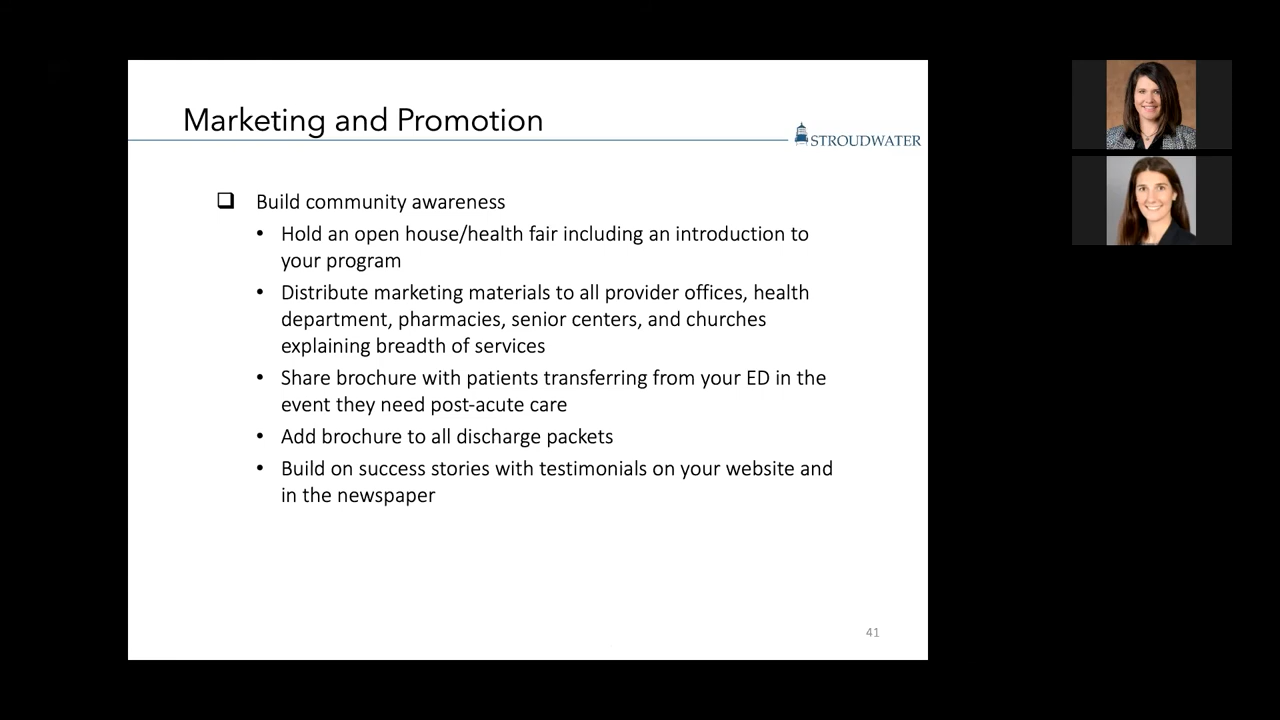 Marketing and Promotion
STROUDWATER
❑ Build community awareness
• Hold an open house/health fair including an introduction to
your program
• Distribute marketing materials to all provider offices, health
department, pharmacies, senior centers, and churches
explaining breadth of services
• Share brochure with patients transferring from your ED in the
event they need post-acute care
• Add brochure to all discharge packets
• Build on success stories with testimonials on your website and
in the newspaper
41